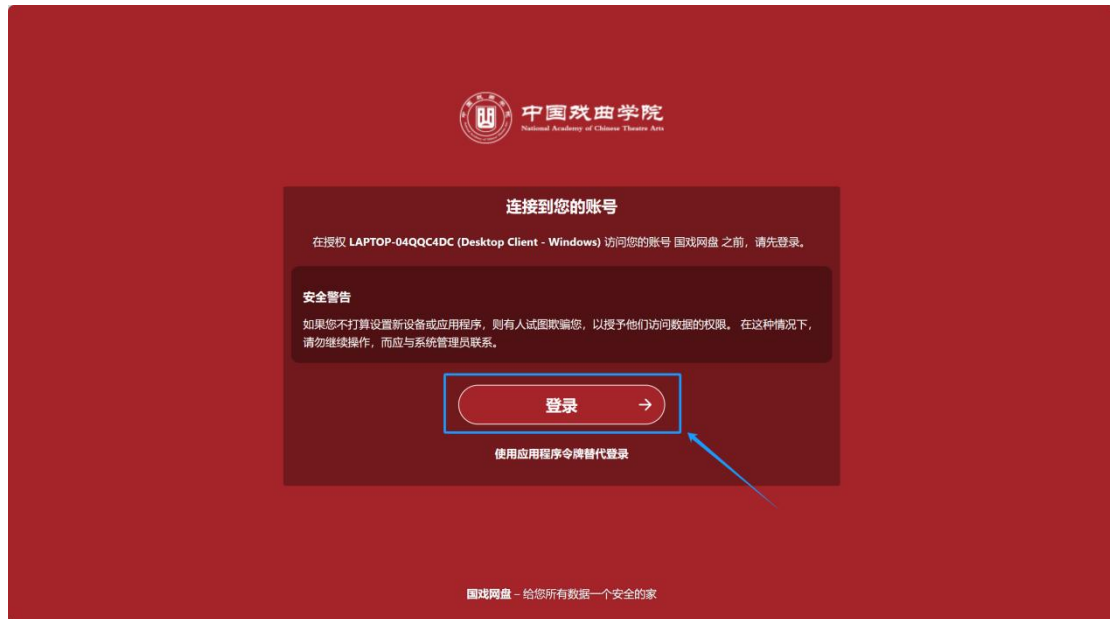 中国戏曲学院
National Academy of Chinese Theatre Arts
连接到您的账号
在授权 LAPTOP-04QQC4DC (Desktop Client - Windows) 访问您的账号 国戏网盘 之前，请先登录。
安全警告
如果您不打算设置新设备或应用程序，则有人试图欺骗您，以授予他们访问数据的权限。 在这种情况下，
请勿继续操作，而应与系统管理员联系。
登录 →
使用应用程序令牌替代登录
国戏网盘 – 给您所有数据一个安全的家